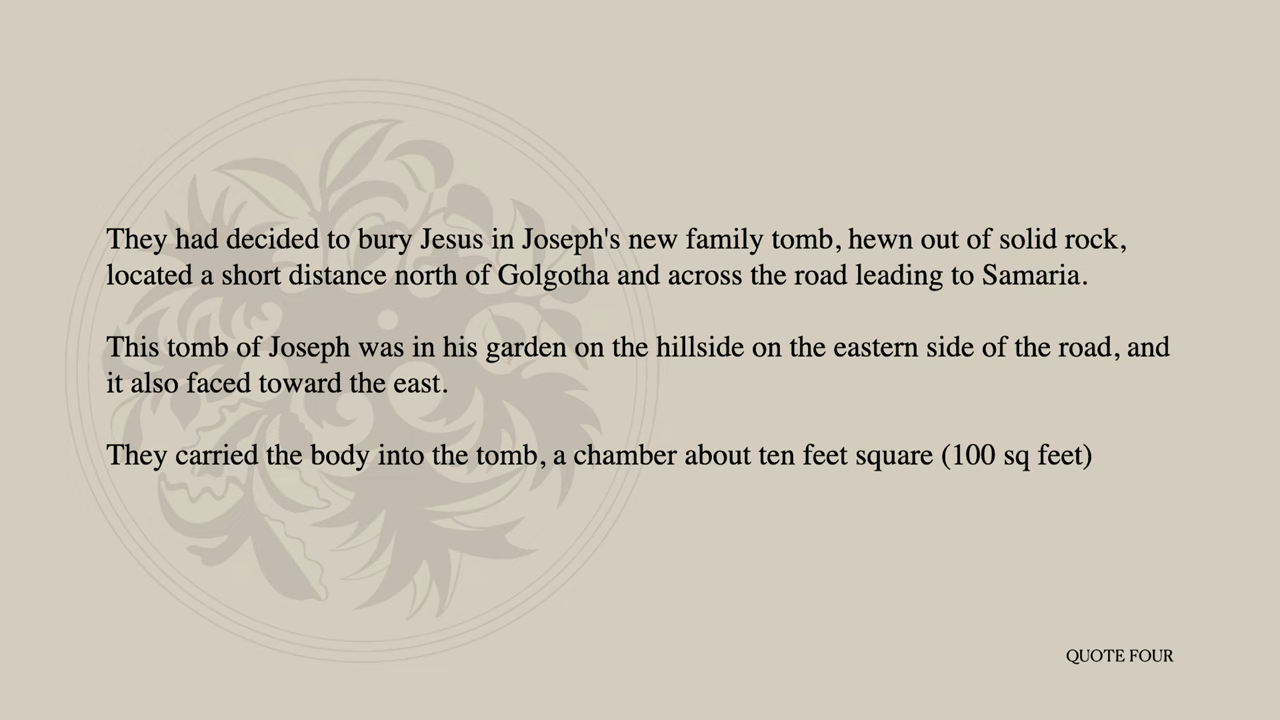 They had decided to bury Jesus in Joseph's new family tomb, hewn out of solid rock,
located a short distance north of Golgotha and across the road leading to Samaria.
This tomb of Joseph was in his garden on the hillside on the eastern side of the road, and
it also faced toward the east.
They carried the body into the tomb, a chamber about ten feet square (100 sq feet)
QUOTE FOUR